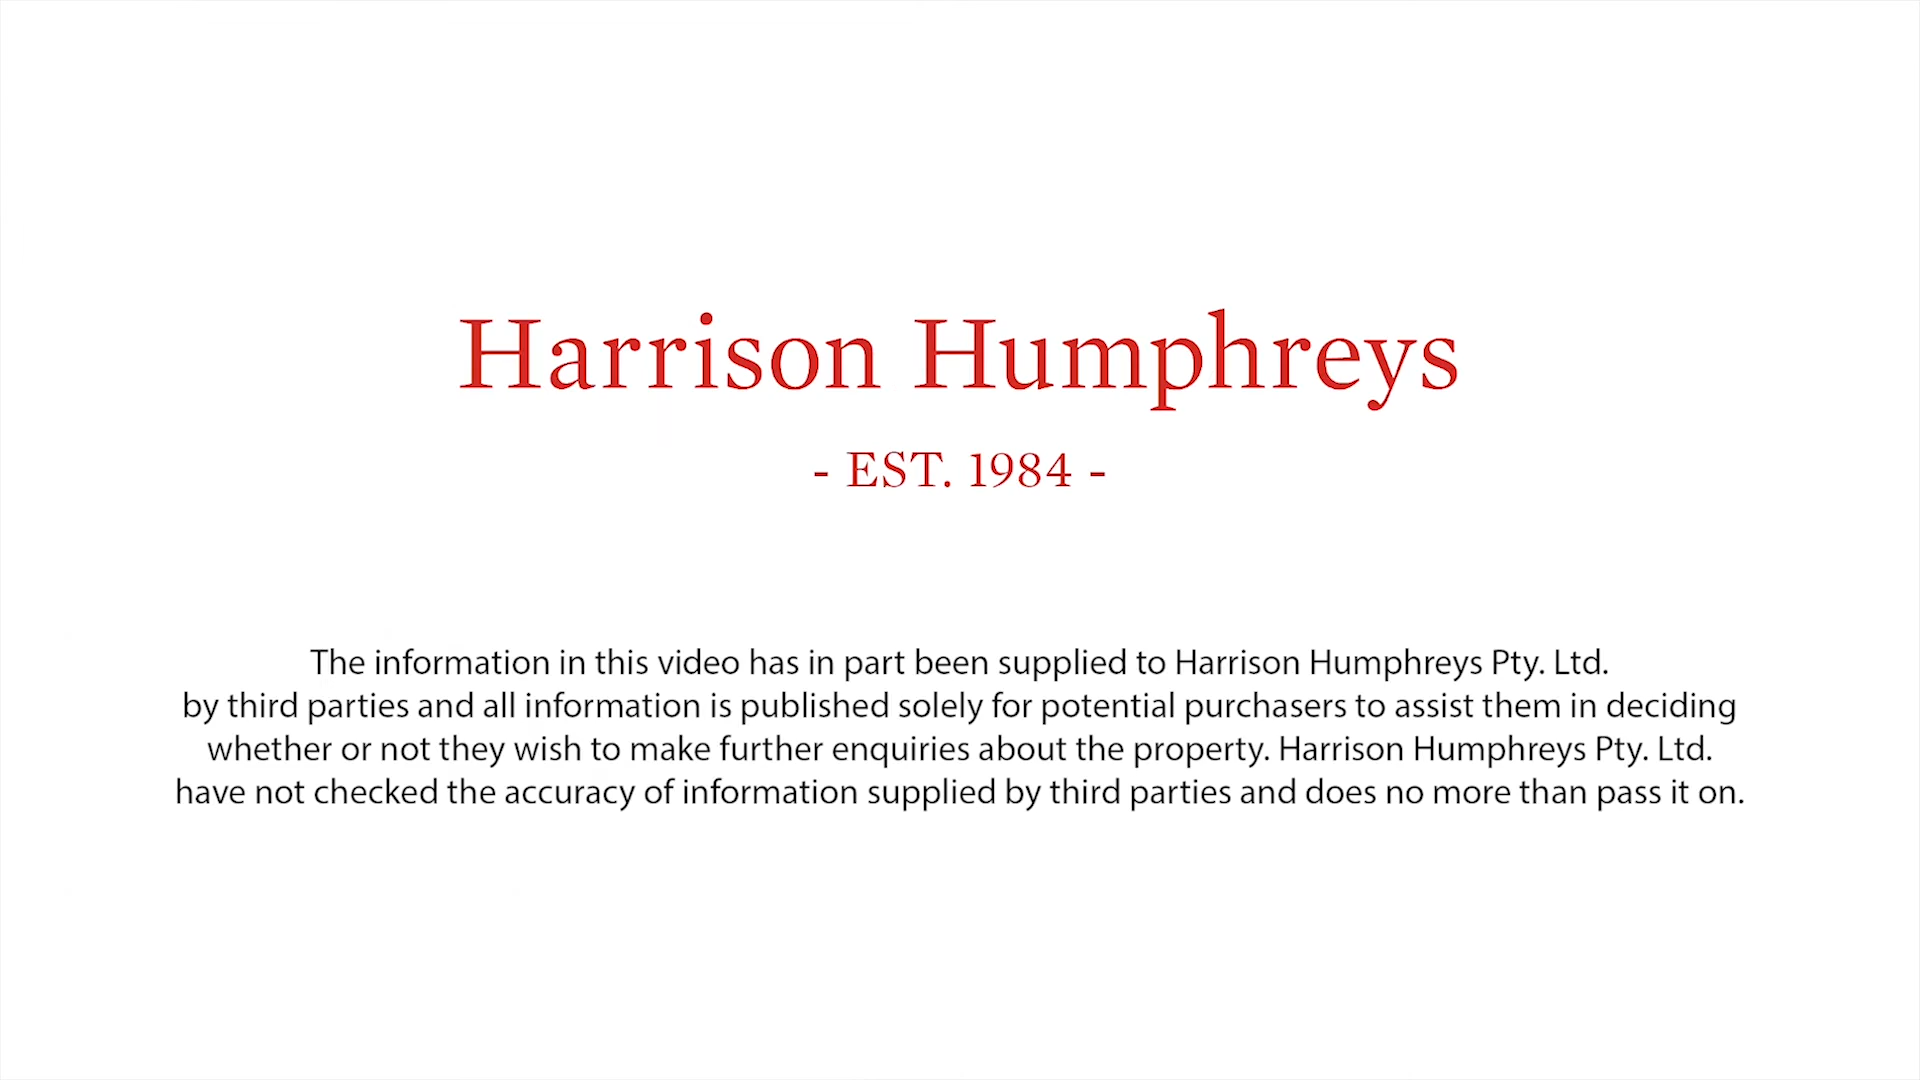 Harrison Humphreys
- EST. 1984 -
The information in this video has in part been supplied to Harrison Humphreys Pty. Ltd.
by third parties and all information is published solely for potential purchasers to assist them in deciding
whether or not they wish to make further enquiries about the property. Harrison Humphreys Pty. Ltd.
have not checked the accuracy of information supplied by third parties and does no more than pass it on.